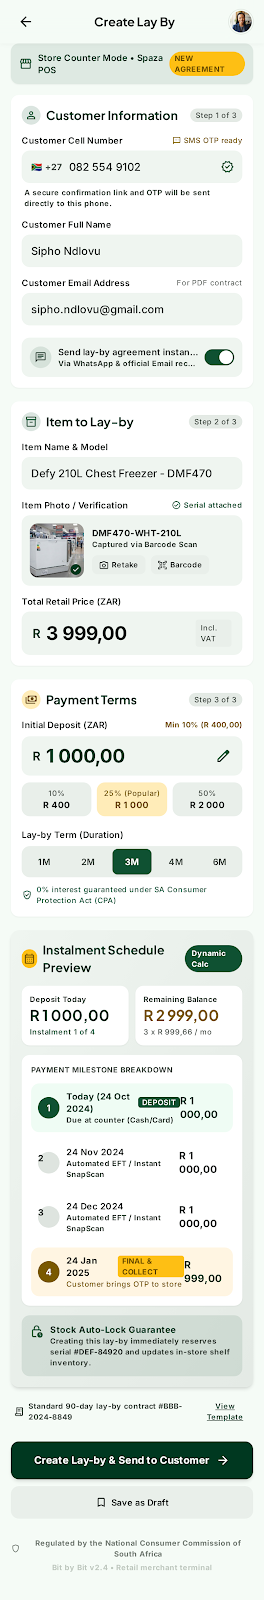 Create Lay By
Store Counter Mode • Spaza
POS
NEW
AGREEMENT
Customer Information
Step 1 of 3
Customer Cell Number
SMS OTP ready
+27 082 554 9102
A secure confirmation link and OTP will be sent
directly to this phone.
Customer Full Name
Sipho Ndlovu
Customer Email Address
For PDF contract
sipho.ndlovu@gmail.com
Send lay-by agreement instan...
Via WhatsApp & official Email rec...
Item to Lay-by
Step 2 of 3
Item Name & Model
Defy 210L Chest Freezer - DMF470
Item Photo / Verification
Serial attached
DMF470-WHT-210L
Captured via Barcode Scan
Retake
Barcode
Total Retail Price (ZAR)
R 3 999,00
Incl.
VAT
Payment Terms
Step 3 of 3
Initial Deposit (ZAR)
Min 10% (R 400,00)
R 1 000,00
10%
R 400
25% (Popular)
R 1 000
50%
R 2 000
Lay-by Term (Duration)
1M 2M 3M 4M 6M
0% interest guaranteed under SA Consumer
Protection Act (CPA)
Instalment Schedule
Preview
Dynamic
Calc
Deposit Today
R 1 000,00
Instalment 1 of 4
Remaining Balance
R 2 999,00
3 x R 999,66 / mo
PAYMENT MILESTONE BREAKDOWN
1
Today (24 Oct
2024)
DEPOSIT
Due at counter (Cash/Card)
R 1
000,00
2
24 Nov 2024
Automated EFT / Instant
SnapScan
R 1
000,00
3
24 Dec 2024
Automated EFT / Instant
SnapScan
R 1
000,00
4
24 Jan
2025
FINAL &
COLLECT
Customer brings OTP to store
R
999,00
Stock Auto-Lock Guarantee
Creating this lay-by immediately reserves
serial #DEF-84920 and updates in-store shelf
inventory.
Standard 90-day lay-by contract #BBB-
2024-8849
View
Template
Create Lay-by & Send to Customer
Save as Draft
Regulated by the National Consumer Commission of
South Africa
Bit by Bit v2.4 • Retail merchant terminal